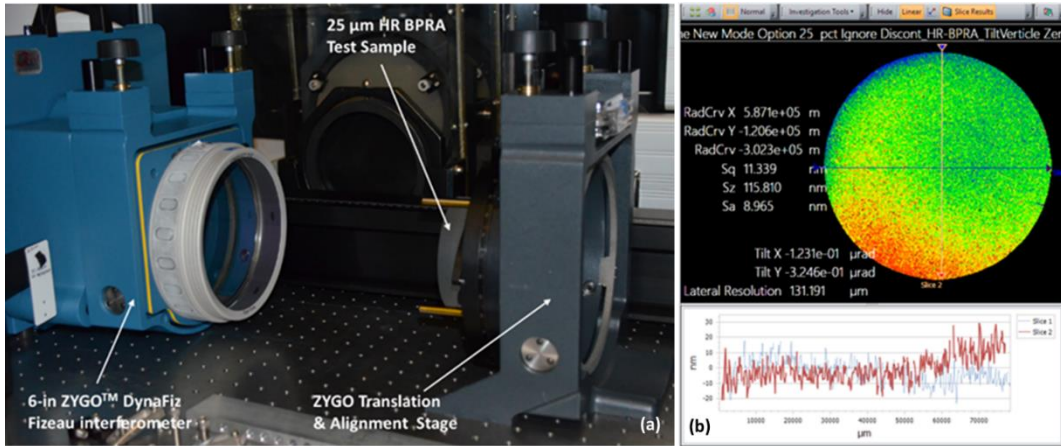 25 µm HR BPRA
Test Sample
6-in ZYGO™ DynaFiz
Fizeau interferometer
ZYGO Translation
& Alignment Stage
(a)
Normal
Investigation Tools
Hide
Linear
Slice Results
ne New Mode Option 25 pct Ignore Discont_HR-BPRA_TiltVerticle Zer
RadCrv X 5.871e+05 m
RadCrv Y -1.206e+05 m
RadCrv -3.023e+05 m
Sq 11.339 nm
Sz 115.810 nm
Sa 8.965 nm
Tilt X -1.231e-01 µrad
Tilt Y -3.246e-01 µrad
Lateral Resolution 131.191 µm
Slice 2
Slice 1
Slice 2
nm
30
20
10
0
-10
-20
10000 20000 30000 40000 50000 60000 70000
µm
(b)